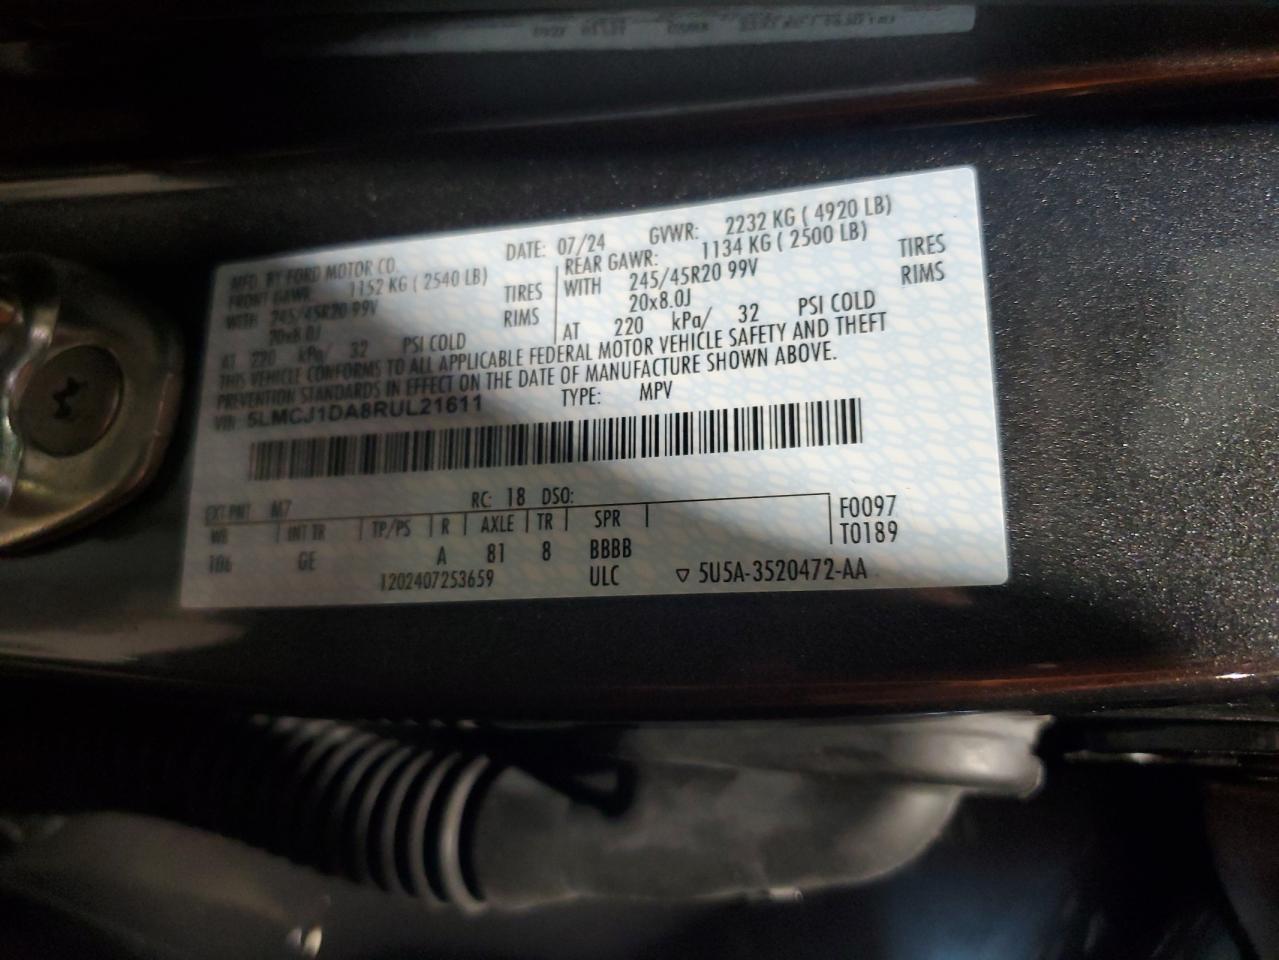 MFD. BY FORD MOTOR CO.
DATE: 07/24 GVWR: 2232 KG ( 4920 LB)
FRONT GAWR: 1152 KG ( 2540 LB) REAR GAWR: 1134 KG ( 2500 LB)
WITH 245/45R20 99V TIRES WITH 245/45R20 99V TIRES
20x8.0J RIMS 20x8.0J RIMS
AT 220 kPa/ 32 PSI COLD AT 220 kPa/ 32 PSI COLD
THIS VEHICLE CONFORMS TO ALL APPLICABLE FEDERAL MOTOR VEHICLE SAFETY AND THEFT
PREVENTION STANDARDS IN EFFECT ON THE DATE OF MANUFACTURE SHOWN ABOVE.
VIN: 5LMCJ1DA8RUL21611 TYPE: MPV
EXT PNT M7 RC: 18 DSO: F0097
WB INT TR TP/PS R AXLE TR SPR T0189
106 GE A 81 8 BBBB
1202407253659 ULC ▽ 5U5A-3520472-AA